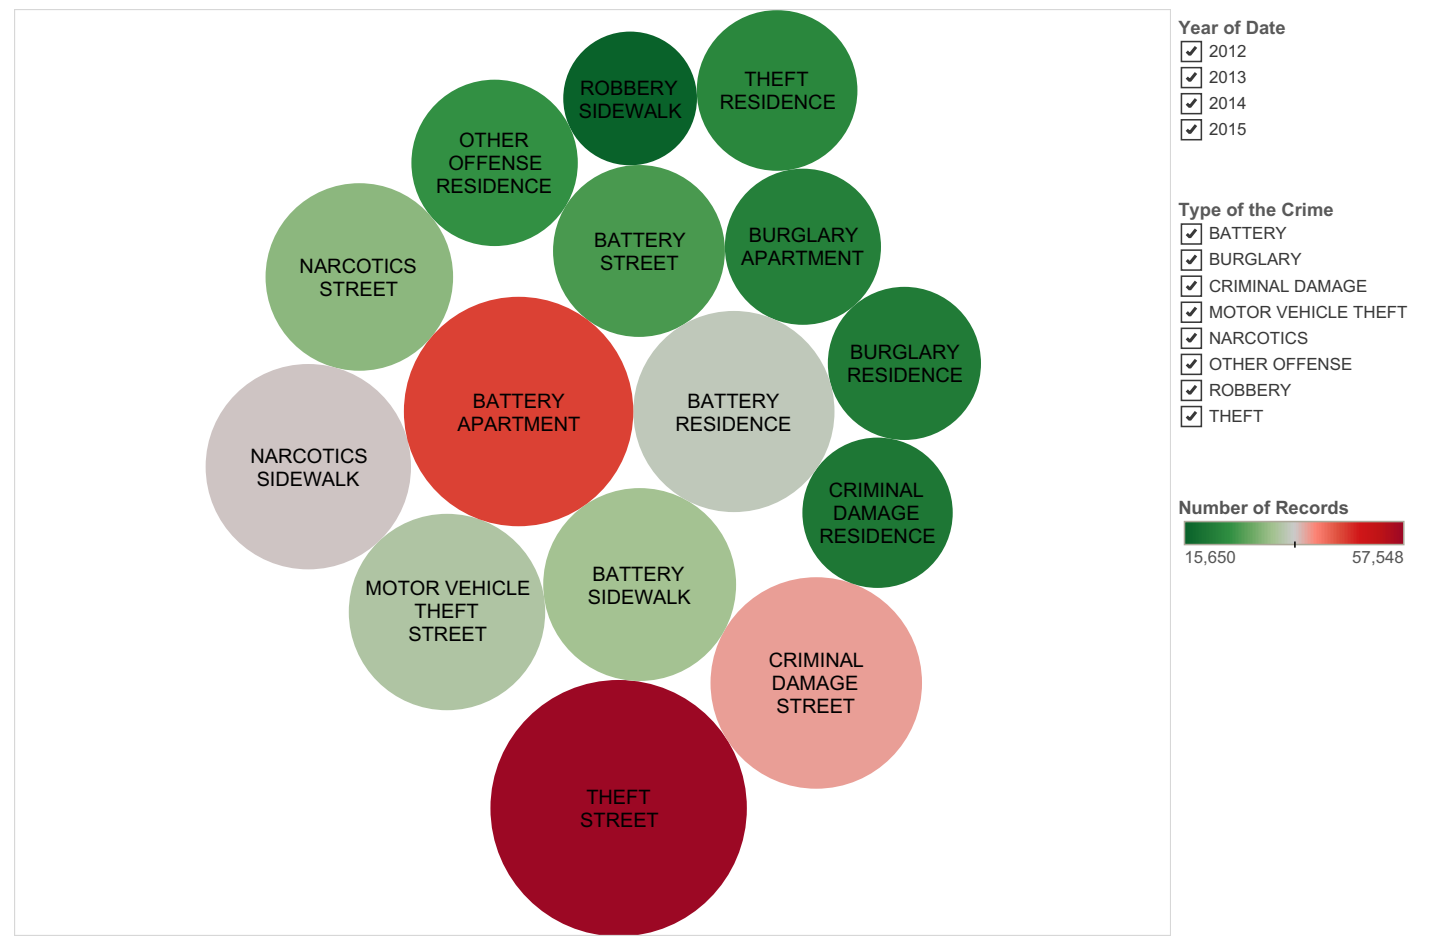 ROBBERY
SIDEWALK
THEFT
RESIDENCE
OTHER
OFFENSE
RESIDENCE
BATTERY
STREET
BURGLARY
APARTMENT
NARCOTICS
STREET
BURGLARY
RESIDENCE
BATTERY
APARTMENT
BATTERY
RESIDENCE
NARCOTICS
SIDEWALK
CRIMINAL
DAMAGE
RESIDENCE
MOTOR VEHICLE
THEFT
STREET
BATTERY
SIDEWALK
CRIMINAL
DAMAGE
STREET
THEFT
STREET
Year of Date
2012
2013
2014
2015
Type of the Crime
BATTERY
BURGLARY
CRIMINAL DAMAGE
MOTOR VEHICLE THEFT
NARCOTICS
OTHER OFFENSE
ROBBERY
THEFT
Number of Records
15,650 57,548